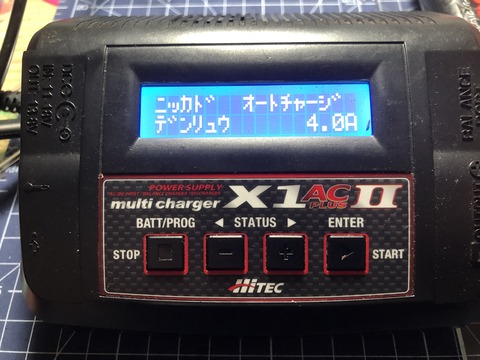 ニッカド オートチャージ
デンリュウ 4.0A
POWER SUPPLY
multi charger X1 AC PLUS II
BATT/PROG ◀ STATUS ▶ ENTER
STOP − + START
HiTEC
BALANCE